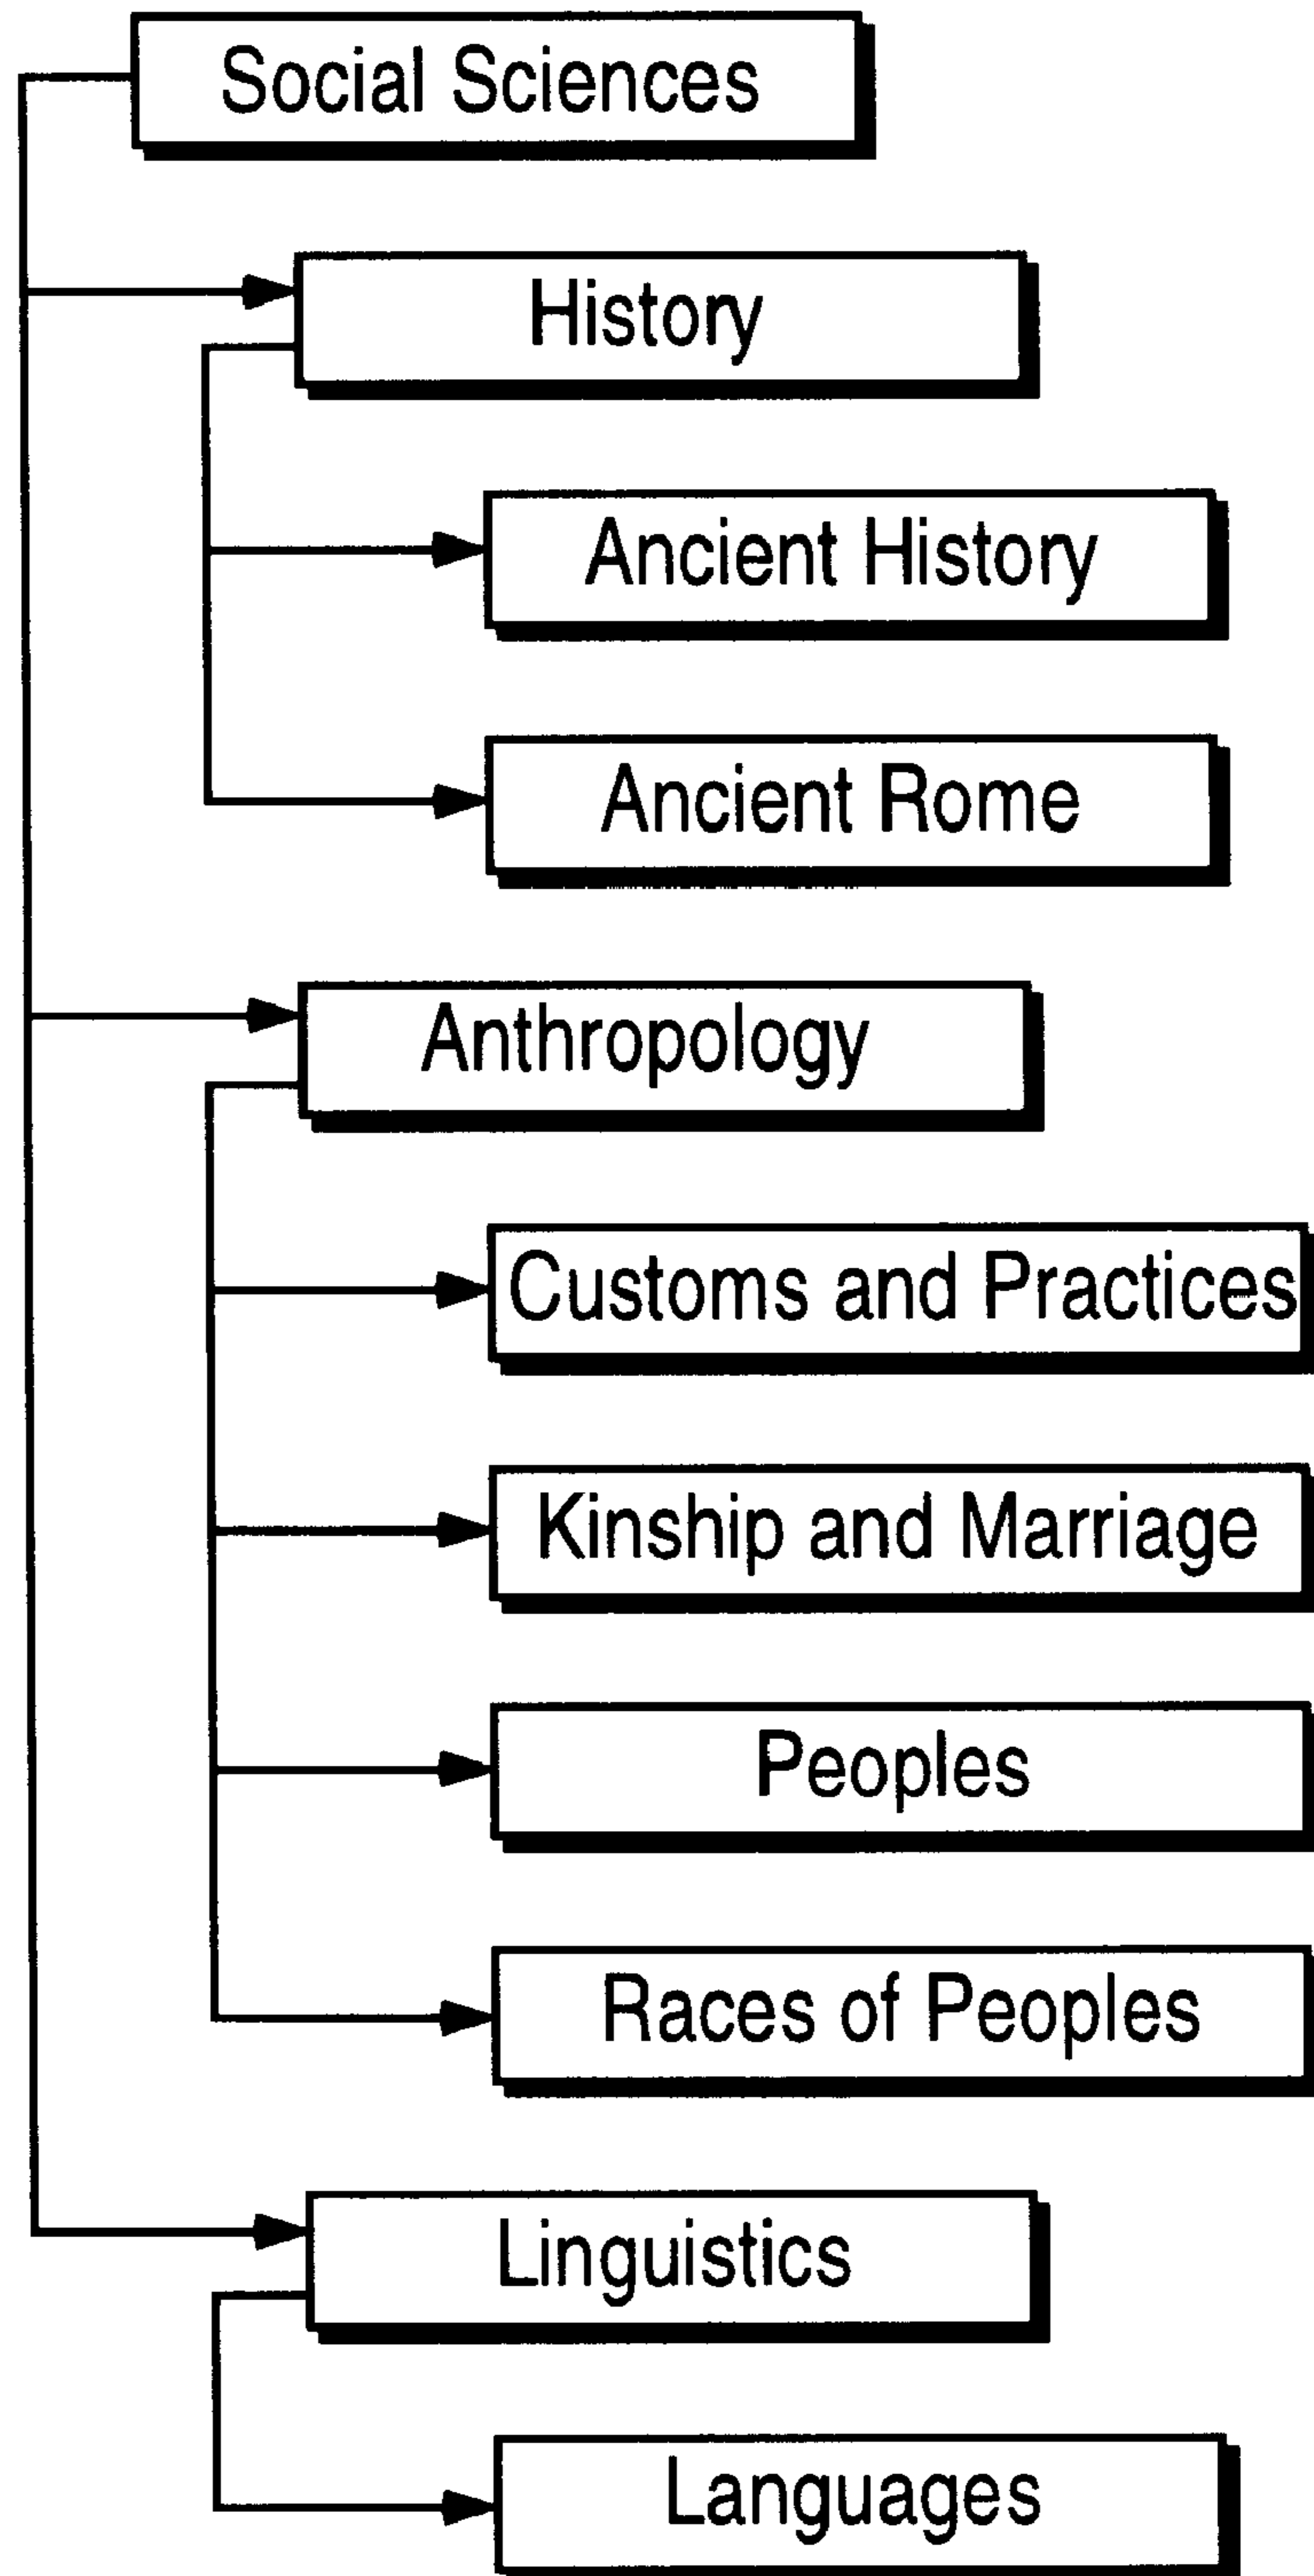 Social Sciences
History
Ancient History
Ancient Rome
Anthropology
Customs and Practices
Kinship and Marriage
Peoples
Races of Peoples
Linguistics
Languages